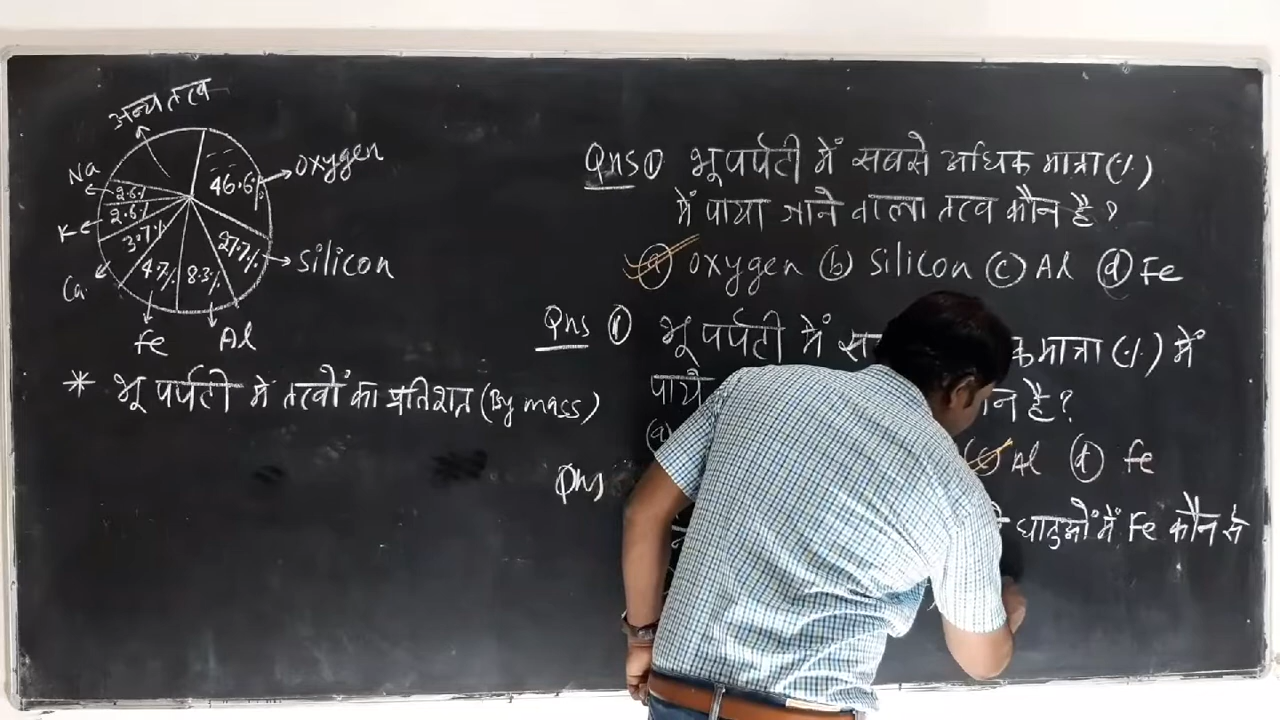 अन्य तत्व
Na
2.6%
46.6%
oxygen
K
2.6%
3.7%
27.7%
silicon
Ca
4.7%
8.3%
Fe
Al
* भू पर्पटी में तत्वों का प्रतिशत (By mass)
Qns ① भू पर्पटी में सबसे अधिक मात्रा (%)
में पाया जाने वाला तत्व कौन है?
ⓐ oxygen ⓑ Silicon ⓒ Al ⓓ Fe
Qns ① भू पर्पटी में मात्रा (%) में
है?
ⓐ ⓒ Al ⓓ Fe
Qns धातुओं में Fe कौन से